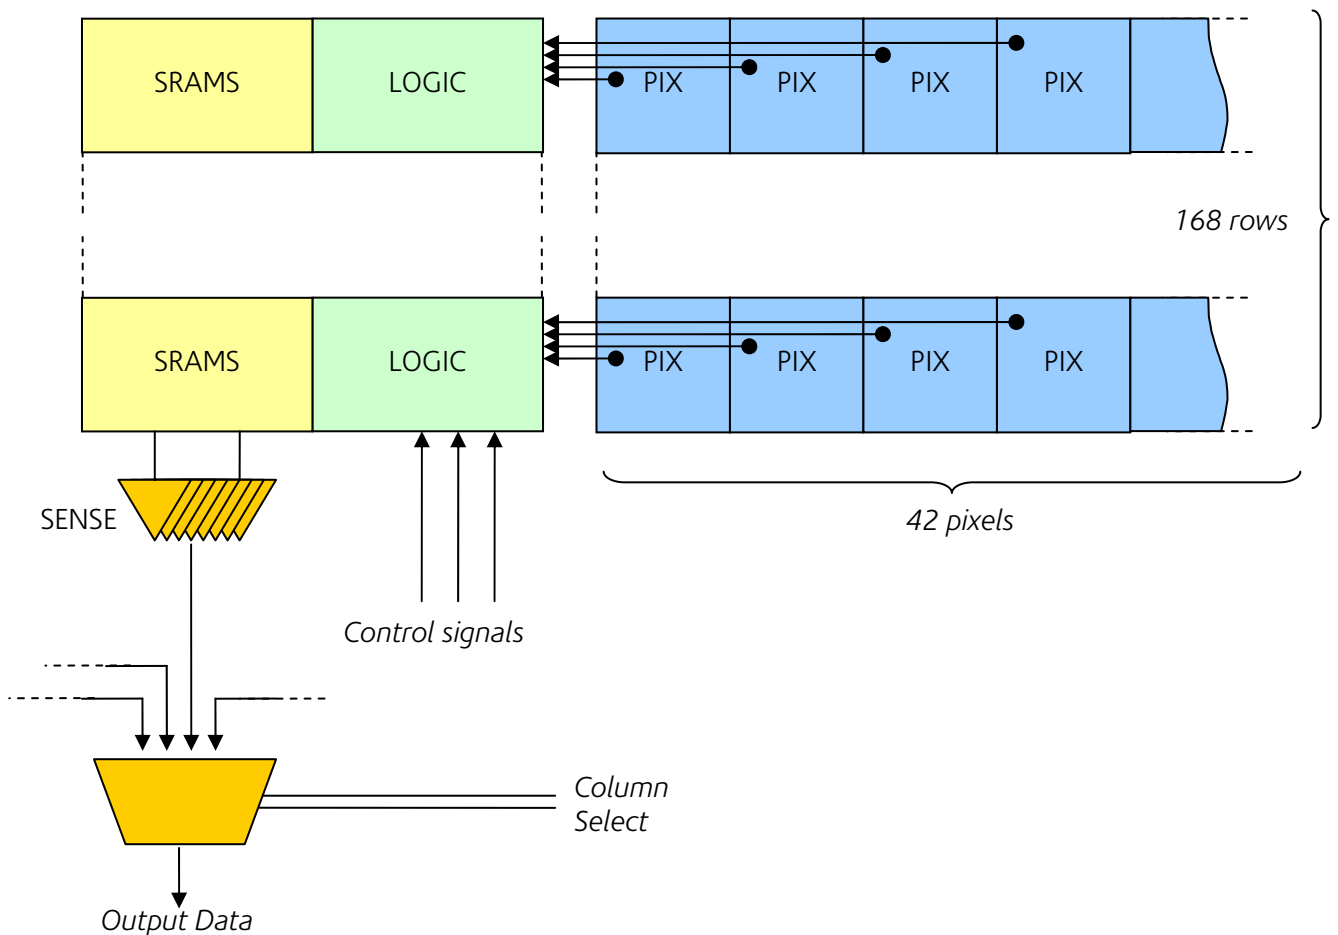 SRAMS LOGIC PIX PIX PIX PIX
168 rows
SRAMS LOGIC PIX PIX PIX PIX
SENSE
42 pixels
Control signals
Column
Select
Output Data